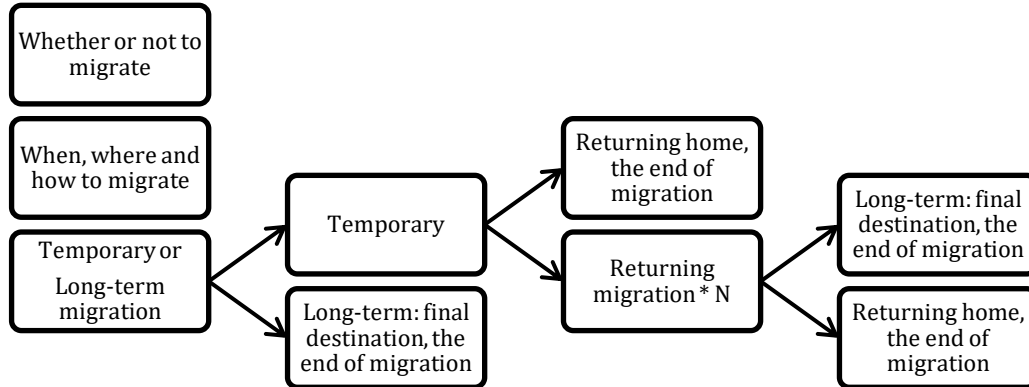 Whether or not to
migrate
When, where and
how to migrate
Temporary or
Long-term
migration
Temporary
Long-term: final
destination, the
end of migration
Returning home,
the end of
migration
Returning
migration * N
Long-term: final
destination, the
end of migration
Returning home,
the end of
migration